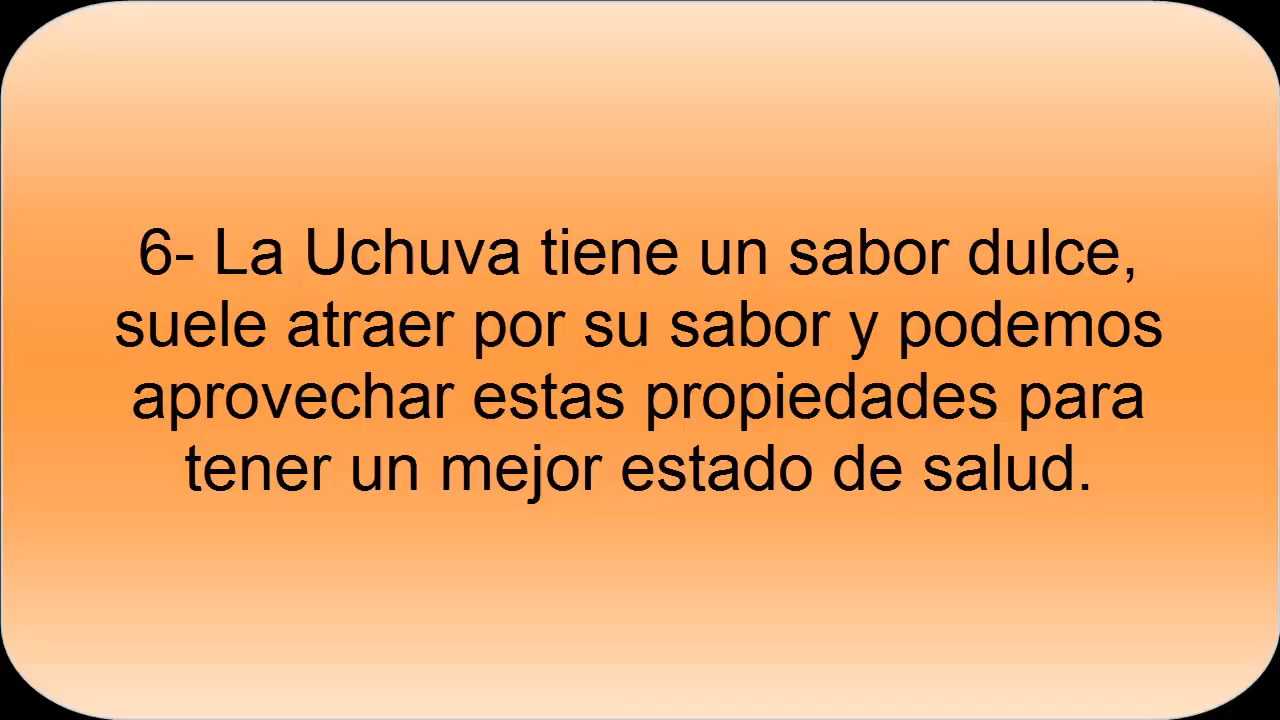 6- La Uchuva tiene un sabor dulce,
suele atraer por su sabor y podemos
aprovechar estas propiedades para
tener un mejor estado de salud.